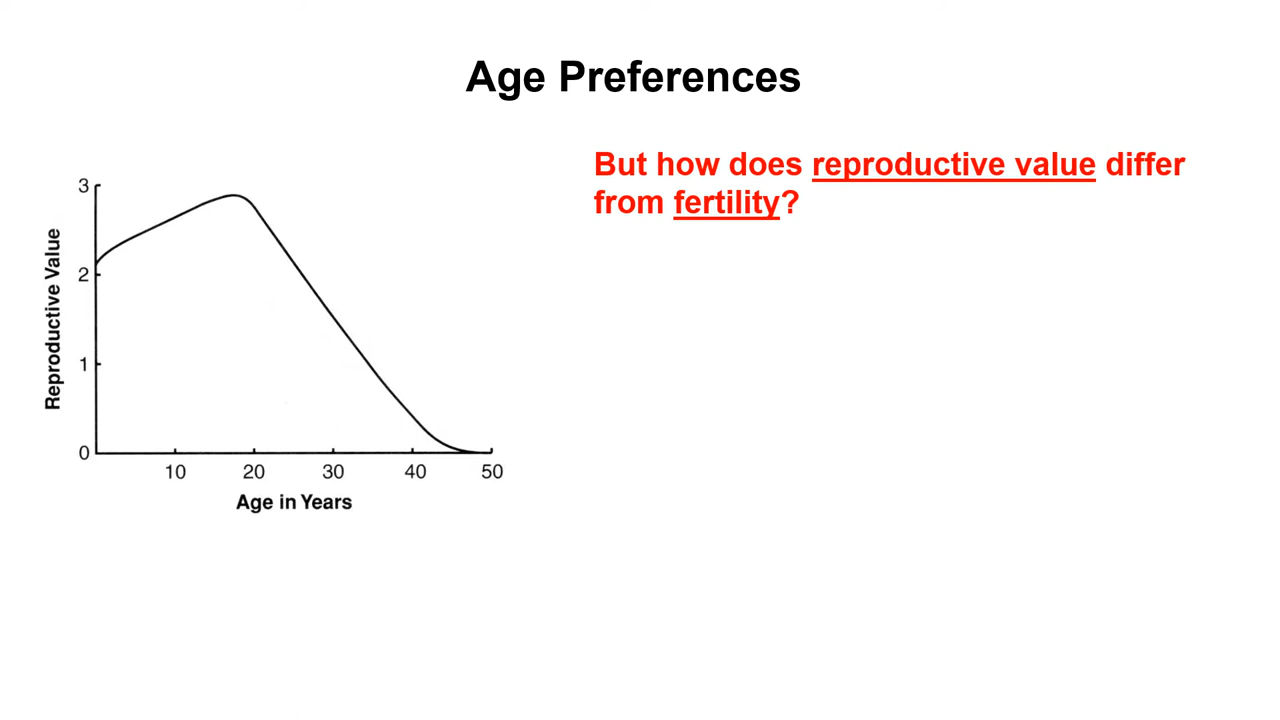 Age Preferences
But how does reproductive value differ
from fertility?
3
2
1
0
Reproductive Value
10 20 30 40 50
Age in Years